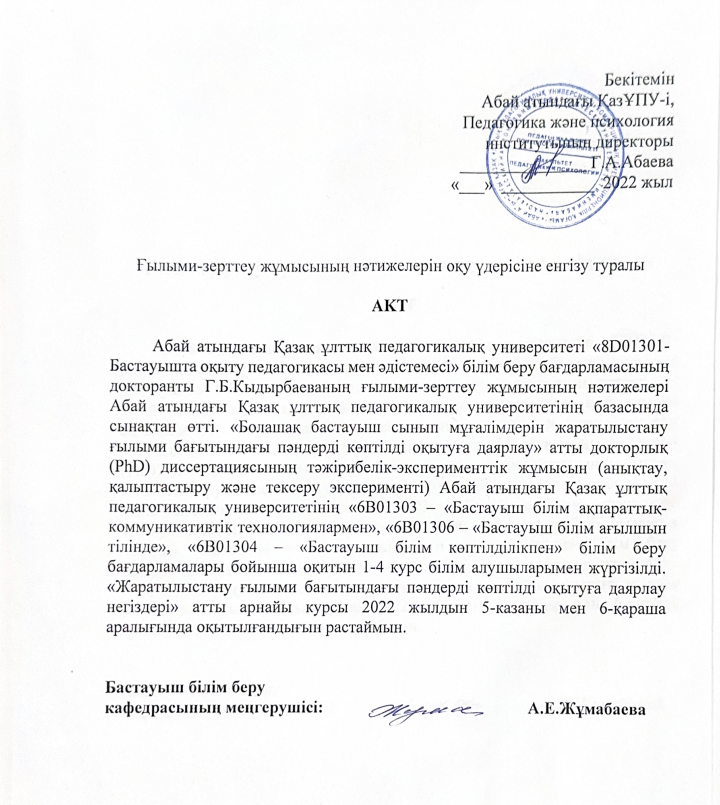 Бекітемін
Абай атындағы ҚазҰПУ-і,
Педагогика және психология
институтының директоры
Г.А.Абаева
«___» ____________ 2022 жыл
Ғылыми-зерттеу жұмысының нәтижелерін оқу үдерісіне енгізу туралы
АКТ
Абай атындағы Қазақ ұлттық педагогикалық университеті «8D01301-
Бастауышта оқыту педагогикасы мен әдістемесі» білім беру бағдарламасының
докторанты Г.Б.Кыдырбаеваның ғылыми-зерттеу жұмысының нәтижелері
Абай атындағы Қазақ ұлттық педагогикалық университетінің базасында
сынақтан өтті. «Болашақ бастауыш сынып мұғалімдерін жаратылыстану
ғылыми бағытындағы пәндерді көптілді оқытуға даярлау» атты докторлық
(PhD) диссертациясының тәжірибелік-эксперименттік жұмысын (анықтау,
қалыптастыру және тексеру эксперименті) Абай атындағы Қазақ ұлттық
педагогикалық университетінің «6В01303 – «Бастауыш білім ақпараттық-
коммуникативтік технологиялармен», «6В01306 – «Бастауыш білім ағылшын
тілінде», «6В01304 – «Бастауыш білім көптілділікпен» білім беру
бағдарламалары бойынша оқитын 1-4 курс білім алушыларымен жүргізілді.
«Жаратылыстану ғылыми бағытындағы пәндерді көптілді оқытуға даярлау
негіздері» атты арнайы курсы 2022 жылдын 5-казаны мен 6-қараша
аралығында оқытылғандығын растаймын.
Бастауыш білім беру
кафедрасының меңгерушісі: А.Е.Жұмабаева